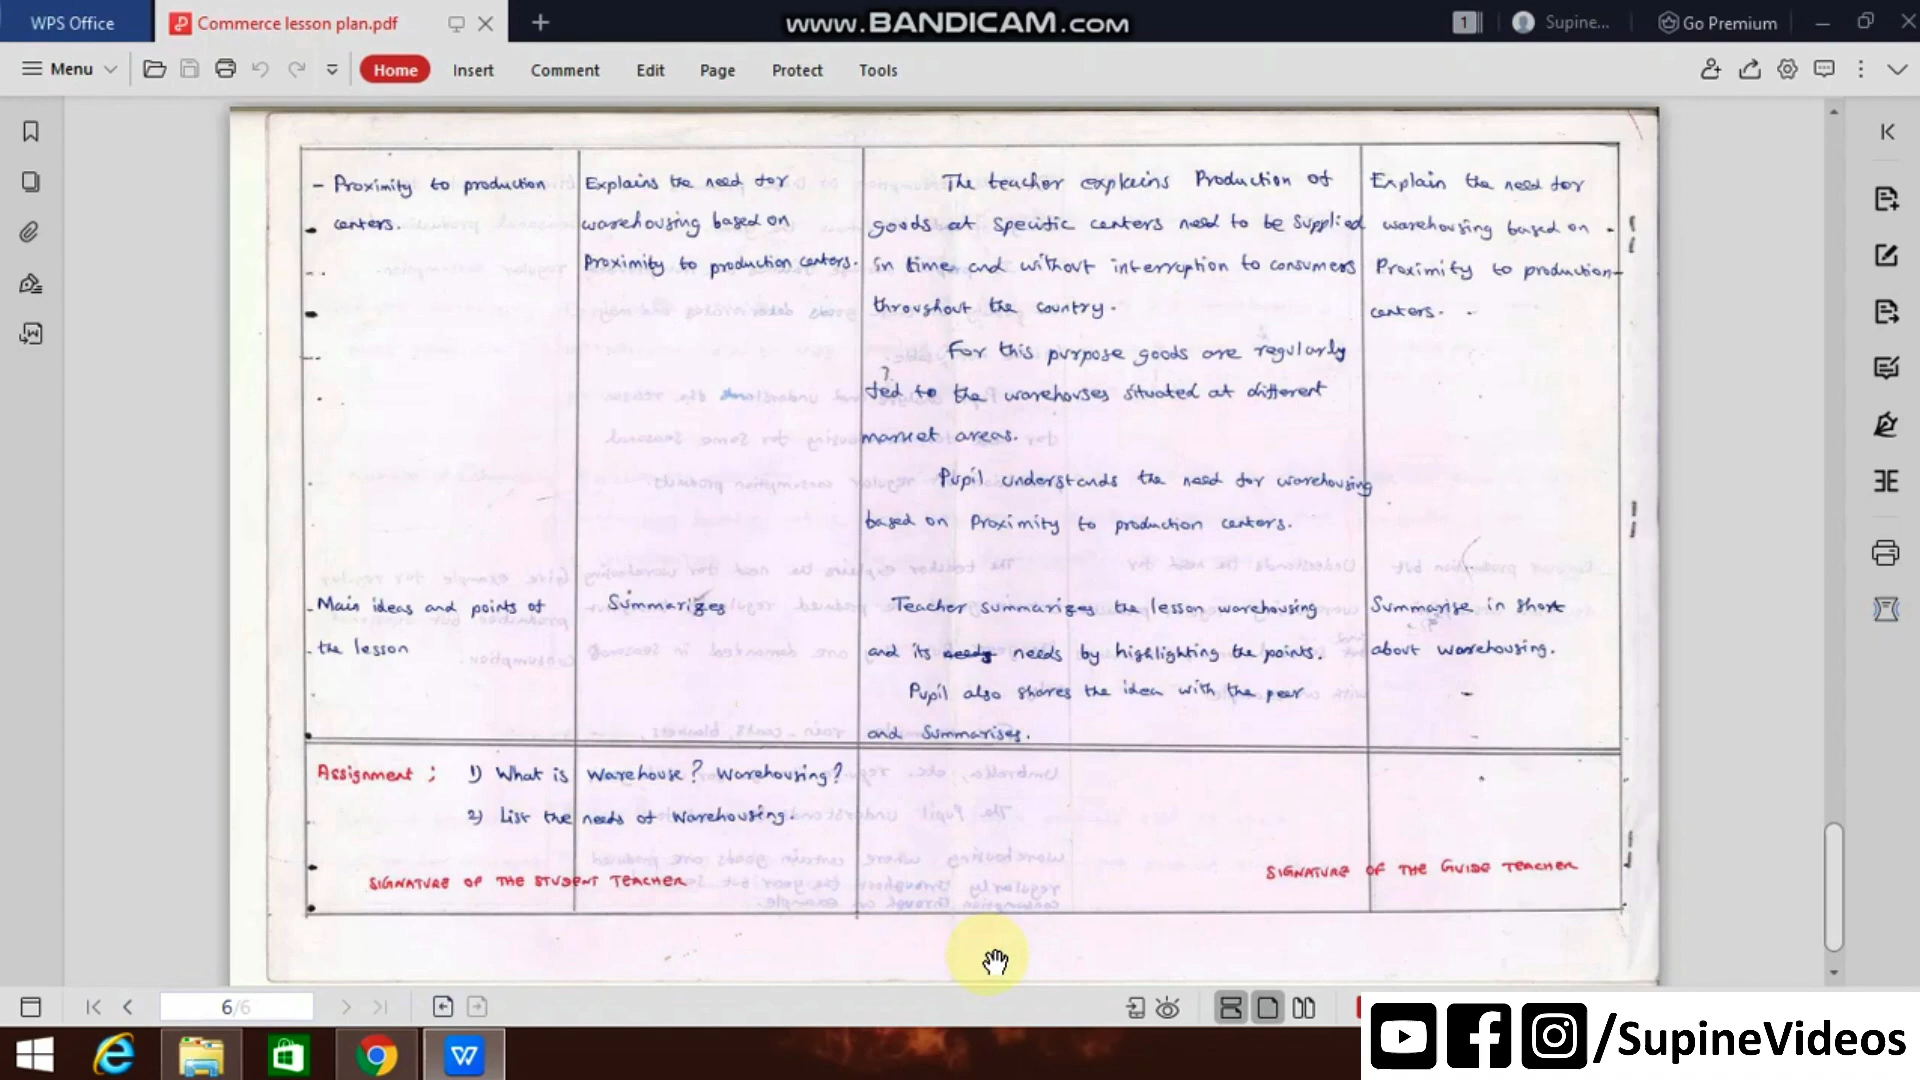 WPS Office
Commerce lesson plan.pdf
www.BANDICAM.com
1
Supine...
Go Premium
Menu
Home
Insert
Comment
Edit
Page
Protect
Tools
- Proximity to production
centers.
Explains the need for
warehousing based on
Proximity to production centers.
The teacher explains Production of
goods at Specific centers need to be supplied
in time and without interruption to consumers
throughout the country.
For this purpose goods are regularly
fed to the warehouses situated at different
market areas.
Pupil understands the need for warehousing
based on Proximity to production centers.
Explain the need for
warehousing based on
Proximity to production
centers.
Main ideas and points of
the lesson
Summarizes
Teacher summarizes the lesson warehousing
and its needs by highlighting the points.
Pupil also shares the idea with the peer
and Summarises.
Summarise in short
about warehousing.
Assignment : 1) What is warehouse? Warehousing?
2) List the needs of Warehousing.
SIGNATURE OF THE STUDENT TEACHER
SIGNATURE OF THE GUIDE TEACHER
6/6
/SupineVideos